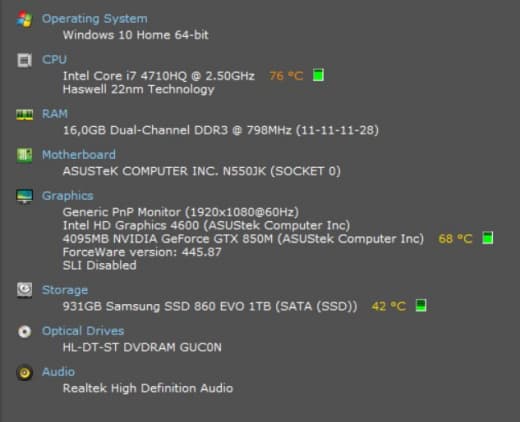 Operating System
Windows 10 Home 64-bit
CPU
Intel Core i7 4710HQ @ 2.50GHz 76 °C
Haswell 22nm Technology
RAM
16,0GB Dual-Channel DDR3 @ 798MHz (11-11-11-28)
Motherboard
ASUSTeK COMPUTER INC. N550JK (SOCKET 0)
Graphics
Generic PnP Monitor (1920x1080@60Hz)
Intel HD Graphics 4600 (ASUStek Computer Inc)
4095MB NVIDIA GeForce GTX 850M (ASUStek Computer Inc) 68 °C
ForceWare version: 445.87
SLI Disabled
Storage
931GB Samsung SSD 860 EVO 1TB (SATA (SSD)) 42 °C
Optical Drives
HL-DT-ST DVDRAM GUC0N
Audio
Realtek High Definition Audio